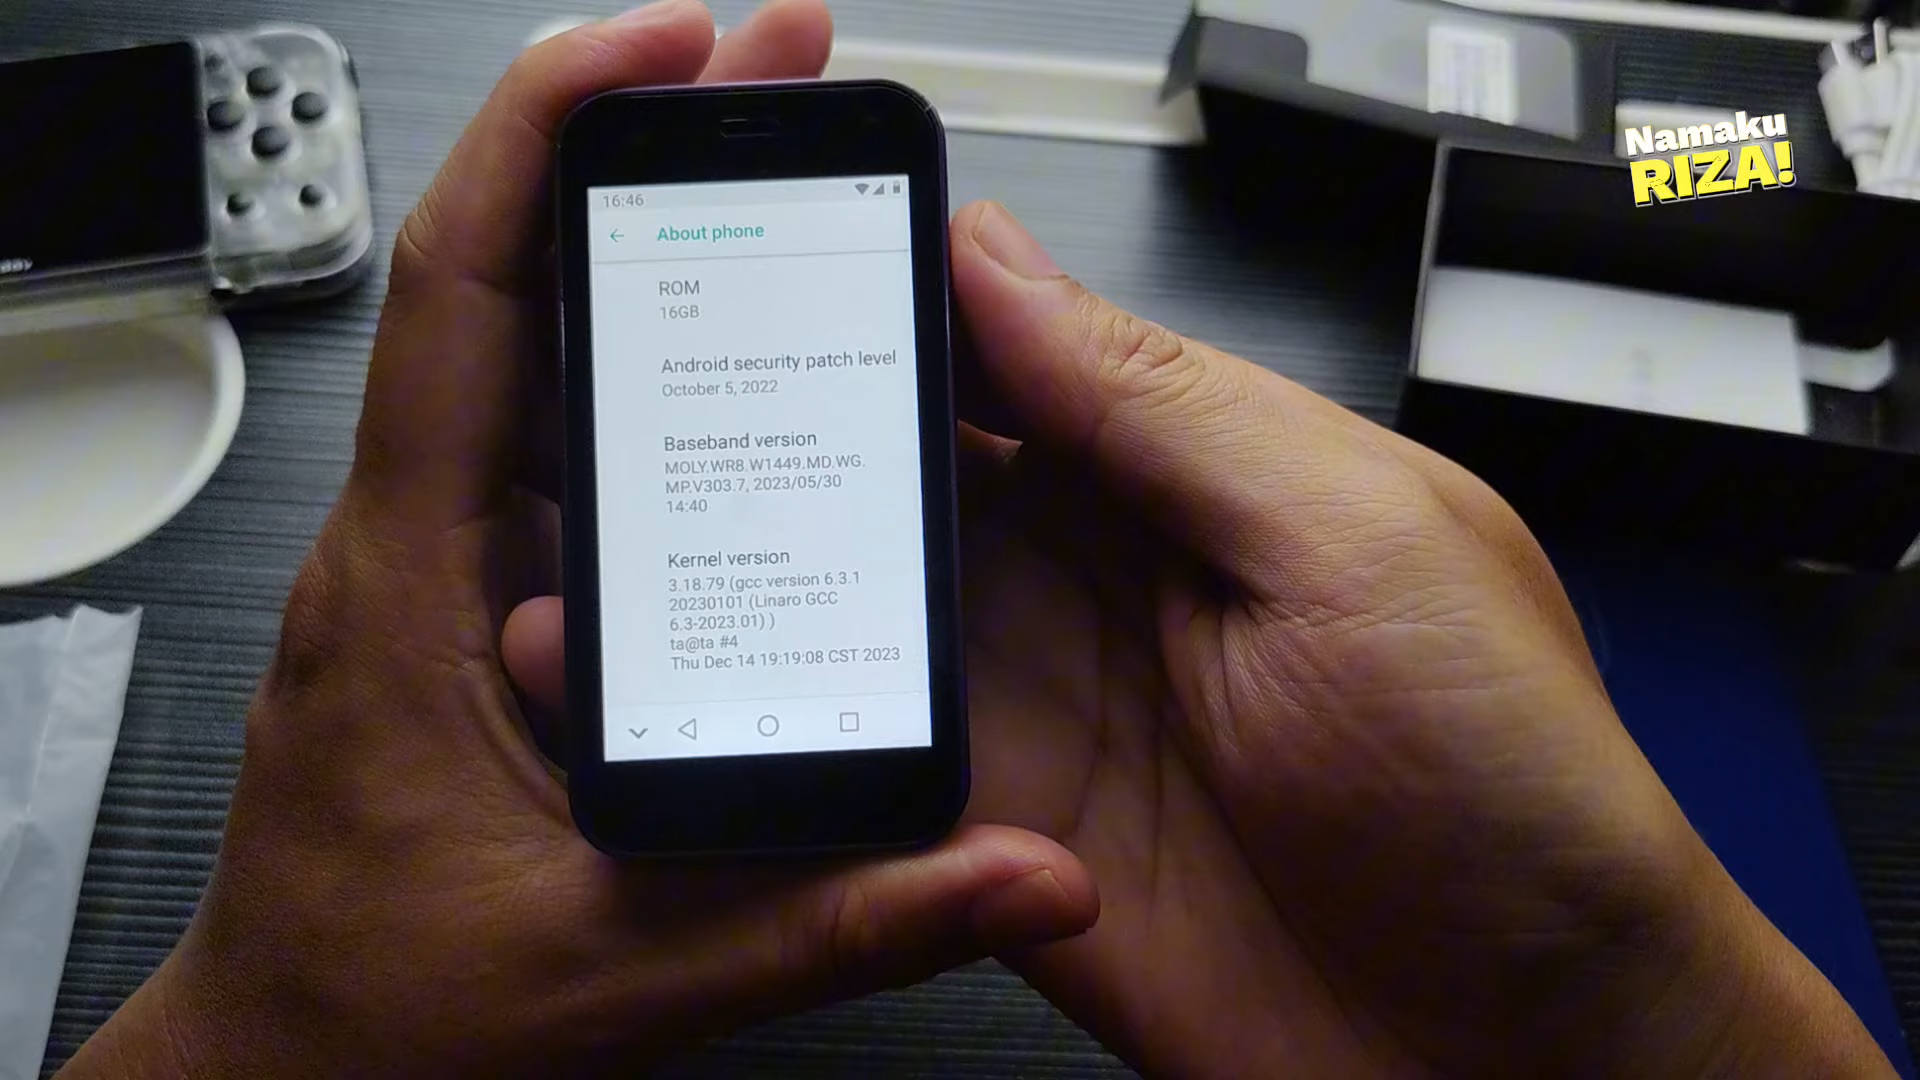 Namaku
RIZA!
16:46
About phone
ROM
16GB
Android security patch level
October 5, 2022
Baseband version
MOLY.WR8.W1449.MD.WG.
MP.V303.7, 2023/05/30
14:40
Kernel version
3.18.79 (gcc version 6.3.1
20230101 (Linaro GCC
6.3-2023.01) )
ta@ta #4
Thu Dec 14 19:19:08 CST 2023